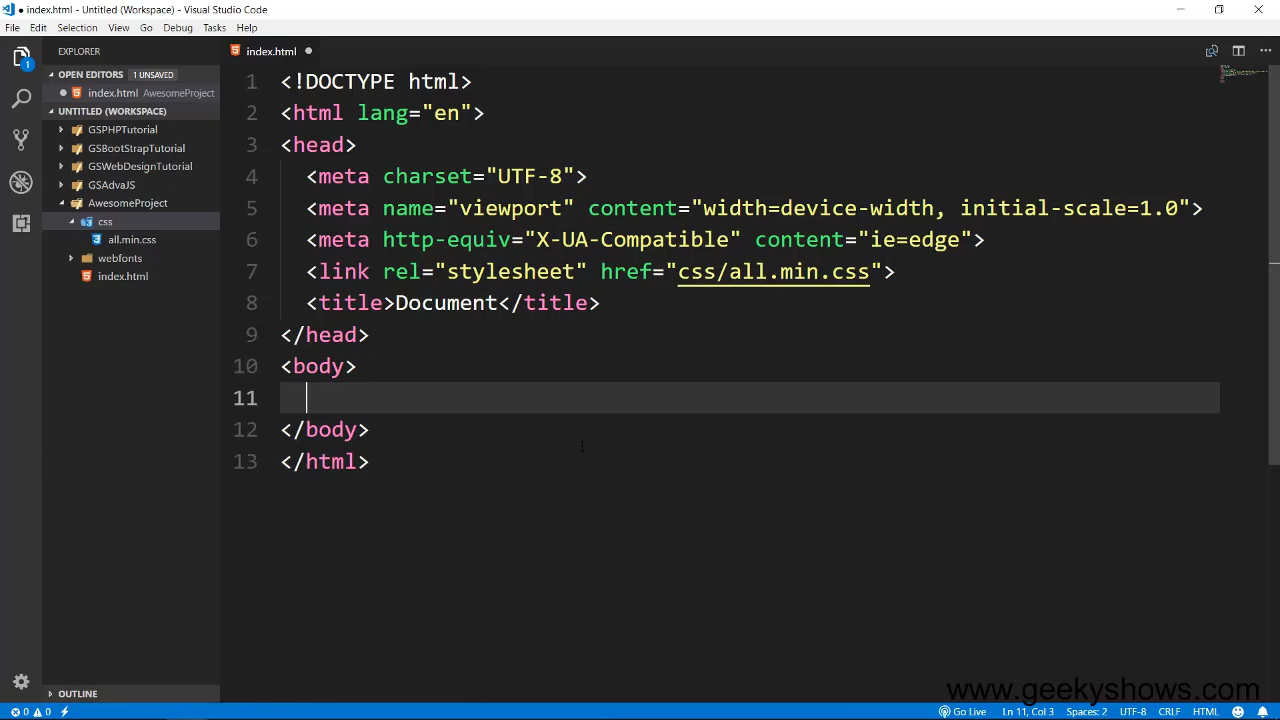 index.html - Untitled (Workspace) - Visual Studio Code
File Edit Selection View Go Debug Tasks Help
EXPLORER
index.html
OPEN EDITORS 1 UNSAVED
index.html AwesomeProject
UNTITLED (WORKSPACE)
GSPHPTutorial
GSBootStrapTutorial
GSWebDesignTutorial
GSAdvaJS
AwesomeProject
css
all.min.css
webfonts
index.html
OUTLINE
1
1 <!DOCTYPE html>
2 <html lang="en">
3 <head>
4 <meta charset="UTF-8">
5 <meta name="viewport" content="width=device-width, initial-scale=1.0">
6 <meta http-equiv="X-UA-Compatible" content="ie=edge">
7 <link rel="stylesheet" href="css/all.min.css">
8 <title>Document</title>
9 </head>
10 <body>
11
12 </body>
13 </html>
www.geekyshows.com
0 0 Go Live Ln 11, Col 3 Spaces: 2 UTF-8 CRLF HTML